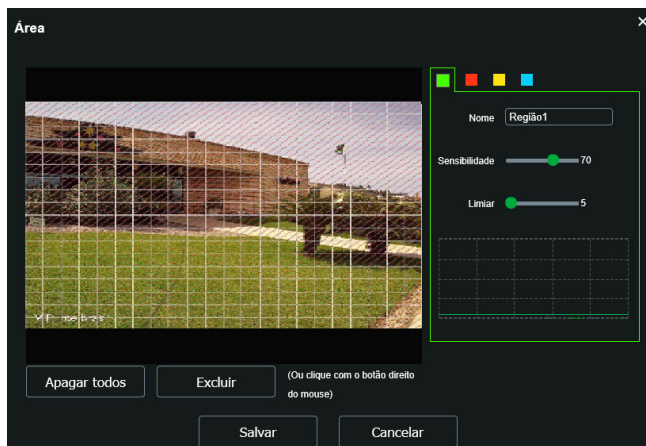 Área
×
Nome Região1
Sensibilidade 70
Limiar 5
Apagar todos
Excluir
(Ou clique com o botão direito
do mouse)
Salvar
Cancelar